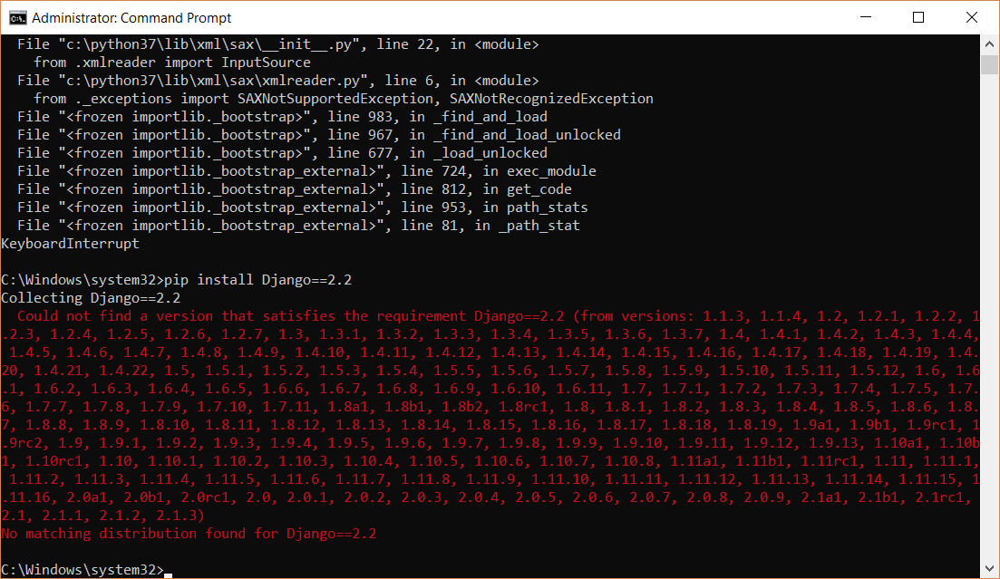 Administrator: Command Prompt
File "c:\python37\lib\xml\sax\__init__.py", line 22, in <module>
from .xmlreader import InputSource
File "c:\python37\lib\xml\sax\xmlreader.py", line 6, in <module>
from ._exceptions import SAXNotSupportedException, SAXNotRecognizedException
File "<frozen importlib._bootstrap>", line 983, in _find_and_load
File "<frozen importlib._bootstrap>", line 967, in _find_and_load_unlocked
File "<frozen importlib._bootstrap>", line 677, in _load_unlocked
File "<frozen importlib._bootstrap_external>", line 724, in exec_module
File "<frozen importlib._bootstrap_external>", line 812, in get_code
File "<frozen importlib._bootstrap_external>", line 953, in path_stats
File "<frozen importlib._bootstrap_external>", line 81, in _path_stat
KeyboardInterrupt
C:\Windows\system32>pip install Django==2.2
Collecting Django==2.2
Could not find a version that satisfies the requirement Django==2.2 (from versions: 1.1.3, 1.1.4, 1.2, 1.2.1, 1.2.2, 1
.2.3, 1.2.4, 1.2.5, 1.2.6, 1.2.7, 1.3, 1.3.1, 1.3.2, 1.3.3, 1.3.4, 1.3.5, 1.3.6, 1.3.7, 1.4, 1.4.1, 1.4.2, 1.4.3, 1.4.4,
1.4.5, 1.4.6, 1.4.7, 1.4.8, 1.4.9, 1.4.10, 1.4.11, 1.4.12, 1.4.13, 1.4.14, 1.4.15, 1.4.16, 1.4.17, 1.4.18, 1.4.19, 1.4.
20, 1.4.21, 1.4.22, 1.5, 1.5.1, 1.5.2, 1.5.3, 1.5.4, 1.5.5, 1.5.6, 1.5.7, 1.5.8, 1.5.9, 1.5.10, 1.5.11, 1.5.12, 1.6, 1.6
.1, 1.6.2, 1.6.3, 1.6.4, 1.6.5, 1.6.6, 1.6.7, 1.6.8, 1.6.9, 1.6.10, 1.6.11, 1.7, 1.7.1, 1.7.2, 1.7.3, 1.7.4, 1.7.5, 1.7.
6, 1.7.7, 1.7.8, 1.7.9, 1.7.10, 1.7.11, 1.8a1, 1.8b1, 1.8b2, 1.8rc1, 1.8, 1.8.1, 1.8.2, 1.8.3, 1.8.4, 1.8.5, 1.8.6, 1.8.
7, 1.8.8, 1.8.9, 1.8.10, 1.8.11, 1.8.12, 1.8.13, 1.8.14, 1.8.15, 1.8.16, 1.8.17, 1.8.18, 1.8.19, 1.9a1, 1.9b1, 1.9rc1, 1
.9rc2, 1.9, 1.9.1, 1.9.2, 1.9.3, 1.9.4, 1.9.5, 1.9.6, 1.9.7, 1.9.8, 1.9.9, 1.9.10, 1.9.11, 1.9.12, 1.9.13, 1.10a1, 1.10b
1, 1.10rc1, 1.10, 1.10.1, 1.10.2, 1.10.3, 1.10.4, 1.10.5, 1.10.6, 1.10.7, 1.10.8, 1.11a1, 1.11b1, 1.11rc1, 1.11, 1.11.1,
1.11.2, 1.11.3, 1.11.4, 1.11.5, 1.11.6, 1.11.7, 1.11.8, 1.11.9, 1.11.10, 1.11.11, 1.11.12, 1.11.13, 1.11.14, 1.11.15, 1
.11.16, 2.0a1, 2.0b1, 2.0rc1, 2.0, 2.0.1, 2.0.2, 2.0.3, 2.0.4, 2.0.5, 2.0.6, 2.0.7, 2.0.8, 2.0.9, 2.1a1, 2.1b1, 2.1rc1,
2.1, 2.1.1, 2.1.2, 2.1.3)
No matching distribution found for Django==2.2
C:\Windows\system32>